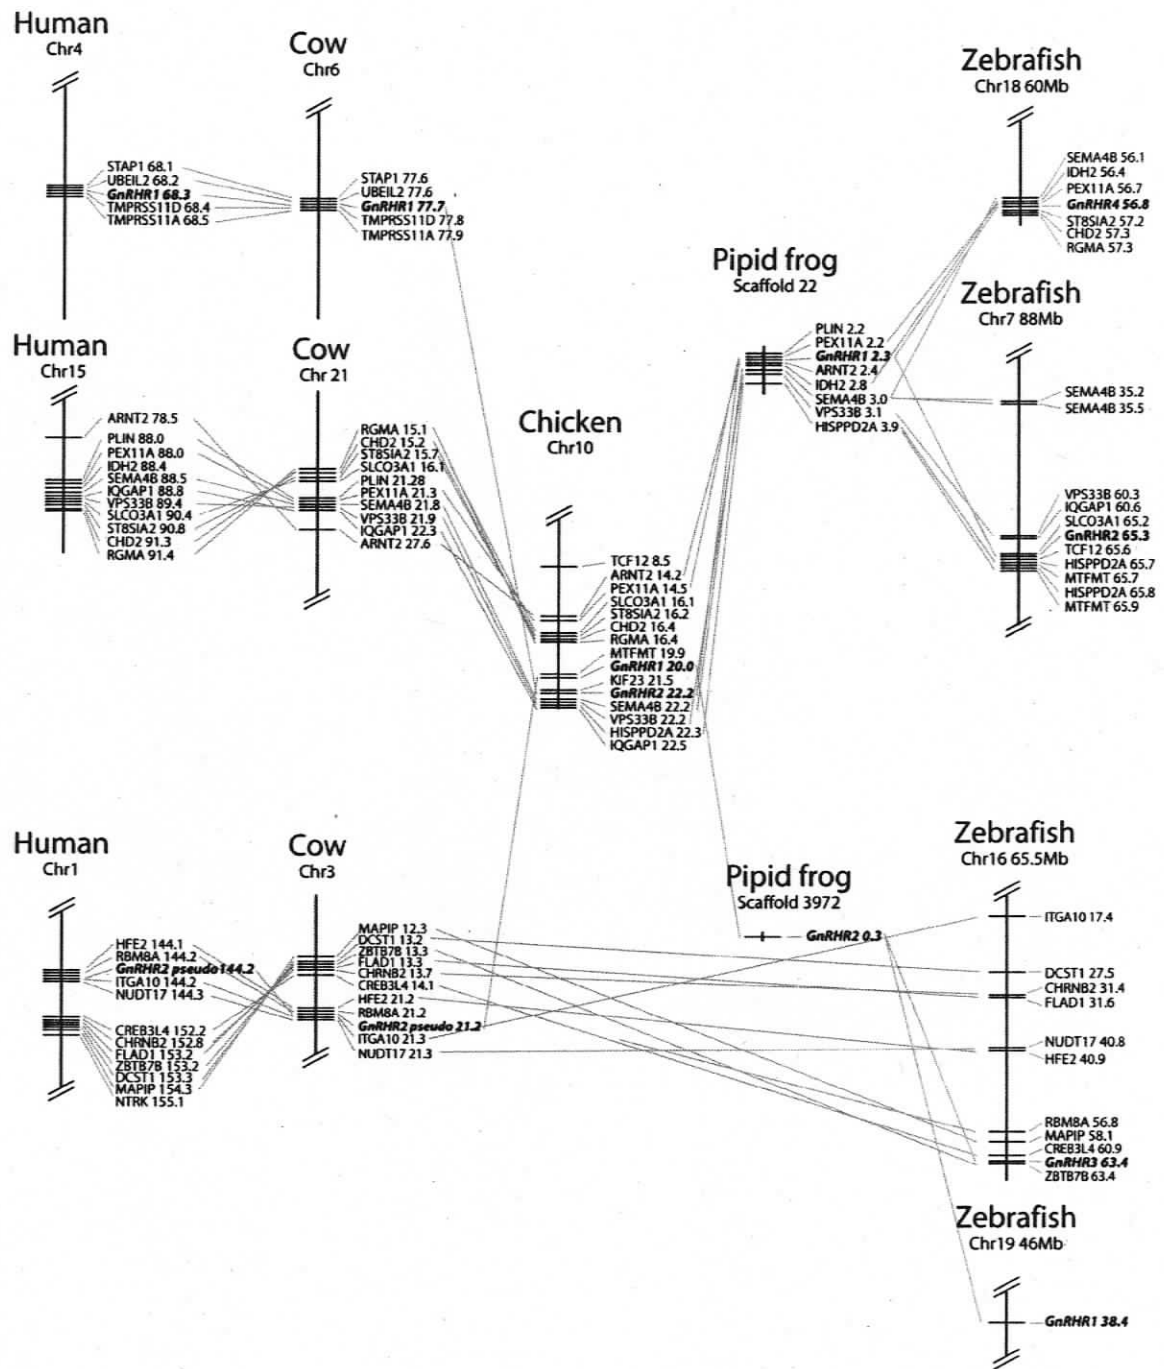 Human
Chr4
STAP1 68.1
UBEIL2 68.2
GnRHR1 68.3
TMPRSS11D 68.4
TMPRSS11A 68.5
Cow
Chr6
STAP1 77.6
UBEIL2 77.6
GnRHR1 77.7
TMPRSS11D 77.8
TMPRSS11A 77.9
Human
Chr15
ARNT2 78.5
PLIN 88.0
PEX11A 88.0
IDH2 88.4
SEMA4B 88.5
IQGAP1 88.8
VPS33B 89.4
SLCO3A1 90.4
ST8SIA2 90.8
CHD2 91.3
RGMA 91.4
Cow
Chr 21
RGMA 15.1
CHD2 15.2
ST8SIA2 15.7
SLCO3A1 16.1
PLIN 21.28
PEX11A 21.3
SEMA4B 21.8
VPS33B 21.9
IQGAP1 22.3
ARNT2 27.6
Chicken
Chr10
TCF12 8.5
ARNT2 14.2
PEX11A 14.5
SLCO3A1 16.1
ST8SIA2 16.2
CHD2 16.4
RGMA 16.4
MTFMT 19.9
GnRHR1 20.0
KIF23 21.5
GnRHR2 22.2
SEMA4B 22.2
VPS33B 22.2
HISPPD2A 22.3
IQGAP1 22.5
Pipid frog
Scaffold 22
PLIN 2.2
PEX11A 2.2
GnRHR1 2.3
ARNT2 2.4
IDH2 2.8
SEMA4B 3.0
VPS33B 3.1
HISPPD2A 3.9
Zebrafish
Chr18 60Mb
SEMA4B 56.1
IDH2 56.4
PEX11A 56.7
GnRHR4 56.8
ST8SIA2 57.2
CHD2 57.3
RGMA 57.3
Zebrafish
Chr7 88Mb
SEMA4B 35.2
SEMA4B 35.5
VPS33B 60.3
IQGAP1 60.6
SLCO3A1 65.2
GnRHR2 65.3
TCF12 65.6
HISPPD2A 65.7
MTFMT 65.7
HISPPD2A 65.8
MTFMT 65.9
Human
Chr1
HFE2 144.1
RBM8A 144.2
GnRHR2 pseudo 144.2
ITGA10 144.2
NUDT17 144.3
CREB3L4 152.2
CHRNB2 152.8
FLAD1 153.2
ZBTB7B 153.2
DCST1 153.3
MAPIP 154.3
NTRK 155.1
Cow
Chr3
MAPIP 12.3
DCST1 13.2
ZBTB7B 13.3
FLAD1 13.3
CHRNB2 13.7
CREB3L4 14.1
HFE2 21.2
RBM8A 21.2
GnRHR2 pseudo 21.2
ITGA10 21.3
NUDT17 21.3
Pipid frog
Scaffold 3972
GnRHR2 0.3
Zebrafish
Chr16 65.5Mb
ITGA10 17.4
DCST1 27.5
CHRNB2 31.4
FLAD1 31.6
NUDT17 40.8
HFE2 40.9
RBM8A 56.8
MAPIP 58.1
CREB3L4 60.9
GnRHR3 63.4
ZBTB7B 63.4
Zebrafish
Chr19 46Mb
GnRHR1 38.4